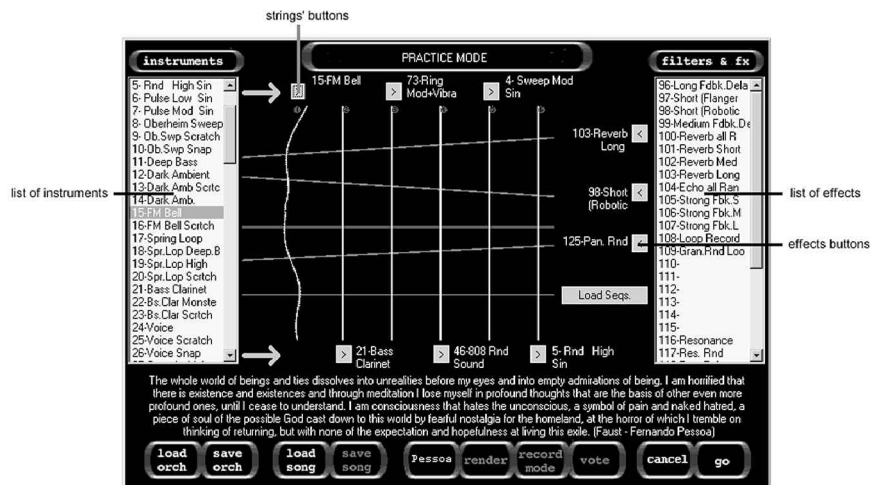 strings' buttons
instruments
PRACTICE MODE
filters & fx
15-FM Bell
73-Ring
Mod+Vibra
4- Sweep Mod
Sin
5- Rnd High Sin
6- Pulse Low Sin
7- Pulse Mod Sin
8- Oberheim Sweep
9- Ob.Swp Scratch
10-Ob.Swp Snap
11-Deep Bass
12-Dark Ambient
13-Dark.Amb Scrtc
14-Dark.Amb.
15-FM Bell
16-FM Bell Scrtch
17-Spring Loop
18-Spr.Lop Deep.B
19-Spr.Lop High
20-Spr.Lop Scrtch
21-Bass Clarinet
22-Bs.Clar Monste
23-Bs.Clar Scrtch
24-Voice
25-Voice Scratch
26-Voice Snap
list of instruments
103-Reverb
Long
98-Short
(Robotic
125-Pan. Rnd
Load Seqs.
96-Long Fdbk.Dela
97-Short (Flanger
98-Short (Robotic
99-Medium Fdbk.De
100-Reverb all R
101-Reverb Short
102-Reverb Med
103-Reverb Long
104-Echo all Ran
105-Strong Fbk.S
106-Strong Fbk.M
107-Strong Fbk.L
108-Loop Record
109-Gran.Rnd Loo
110-
111-
112-
113-
114-
115-
116-Resonance
117-Res. Rnd
list of effects
effects buttons
21-Bass
Clarinet
46-808 Rnd
Sound
5- Rnd High
Sin
The whole world of beings and ties dissolves into unrealities before my eyes and into empty admirations of being. I am horrified that
there is existence and existences and through meditation I lose myself in profound thoughts that are the basis of other even more
profound ones, until I cease to understand. I am consciousness that hates the unconscious, a symbol of pain and naked hatred, a
piece of soul of the possible God cast down to this world by fearful nostalgia for the homeland, at the horror of which I tremble on
thinking of returning, but with none of the expectation and hopefulness at living this exile. (Faust - Fernando Pessoa)
load
orch
save
orch
load
song
save
song
Pessoa
render
record
mode
vote
cancel
go